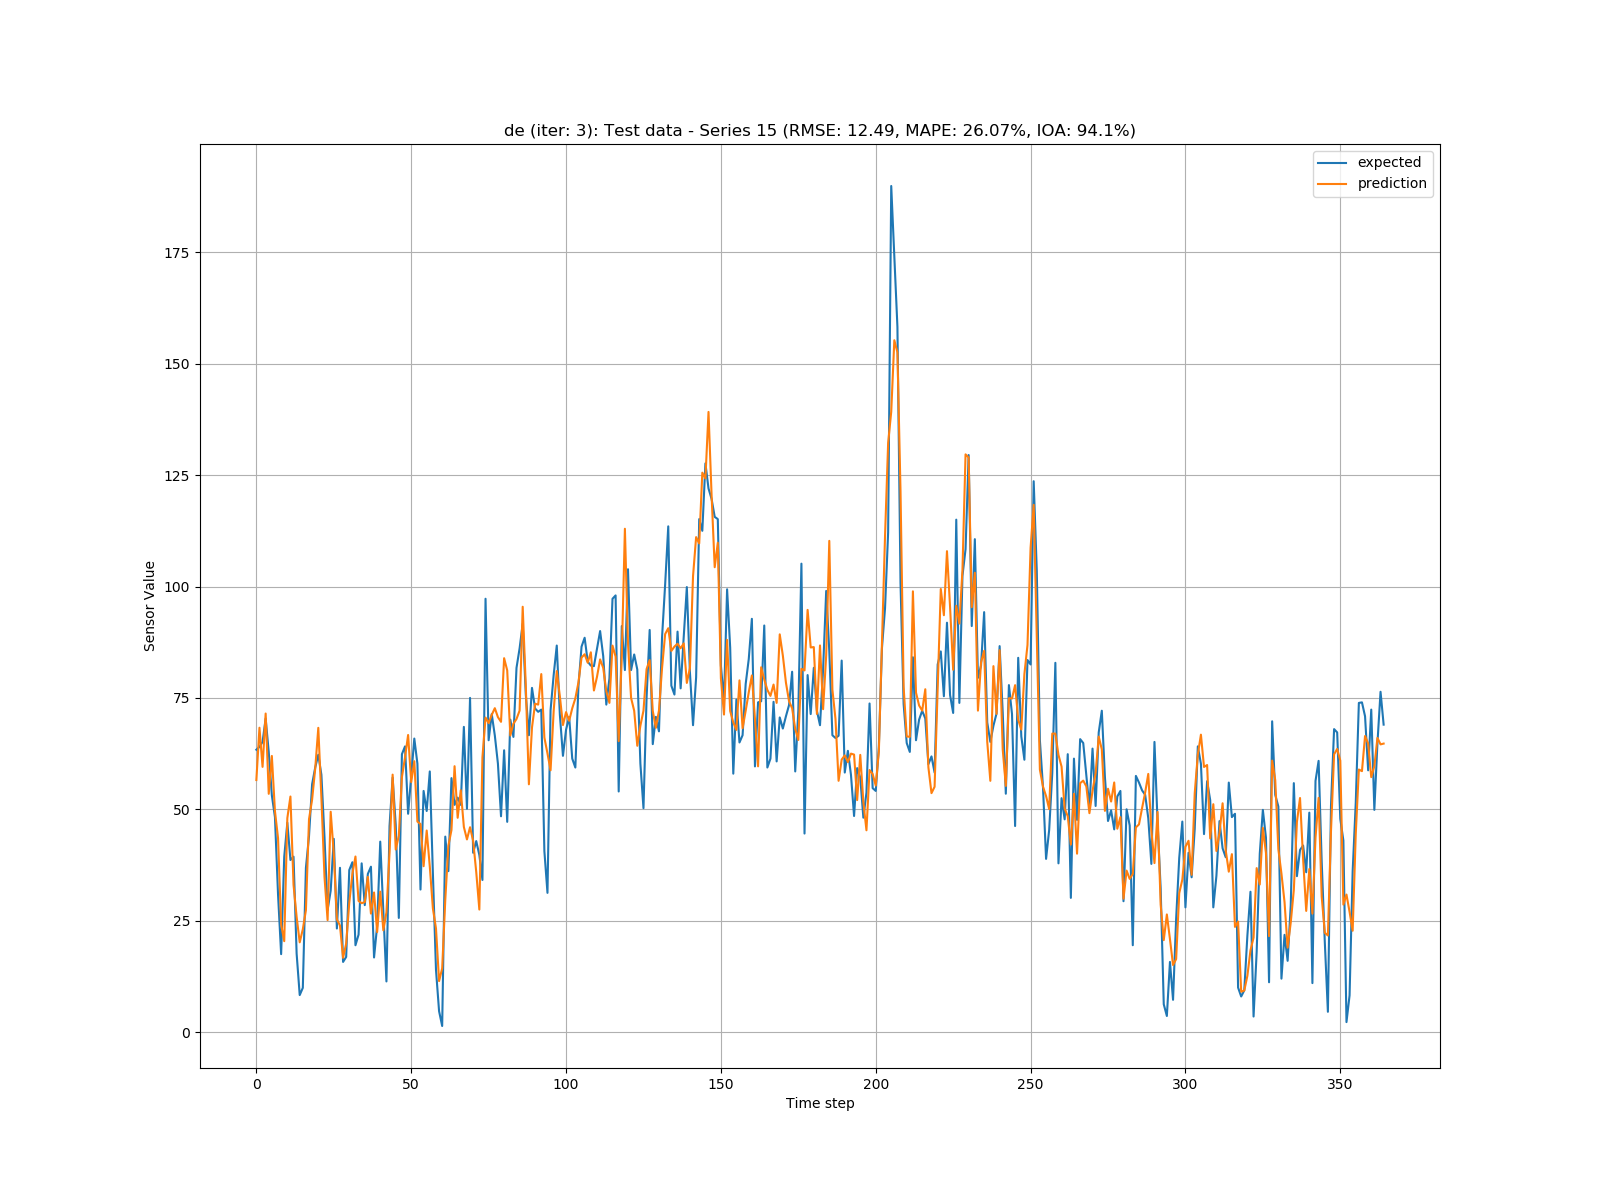 de (iter: 3): Test data - Series 15 (RMSE: 12.49, MAPE: 26.07%, IOA: 94.1%)
expected
prediction
175
150
125
100
75
50
25
0
Sensor Value
0 50 100 150 200 250 300 350
Time step